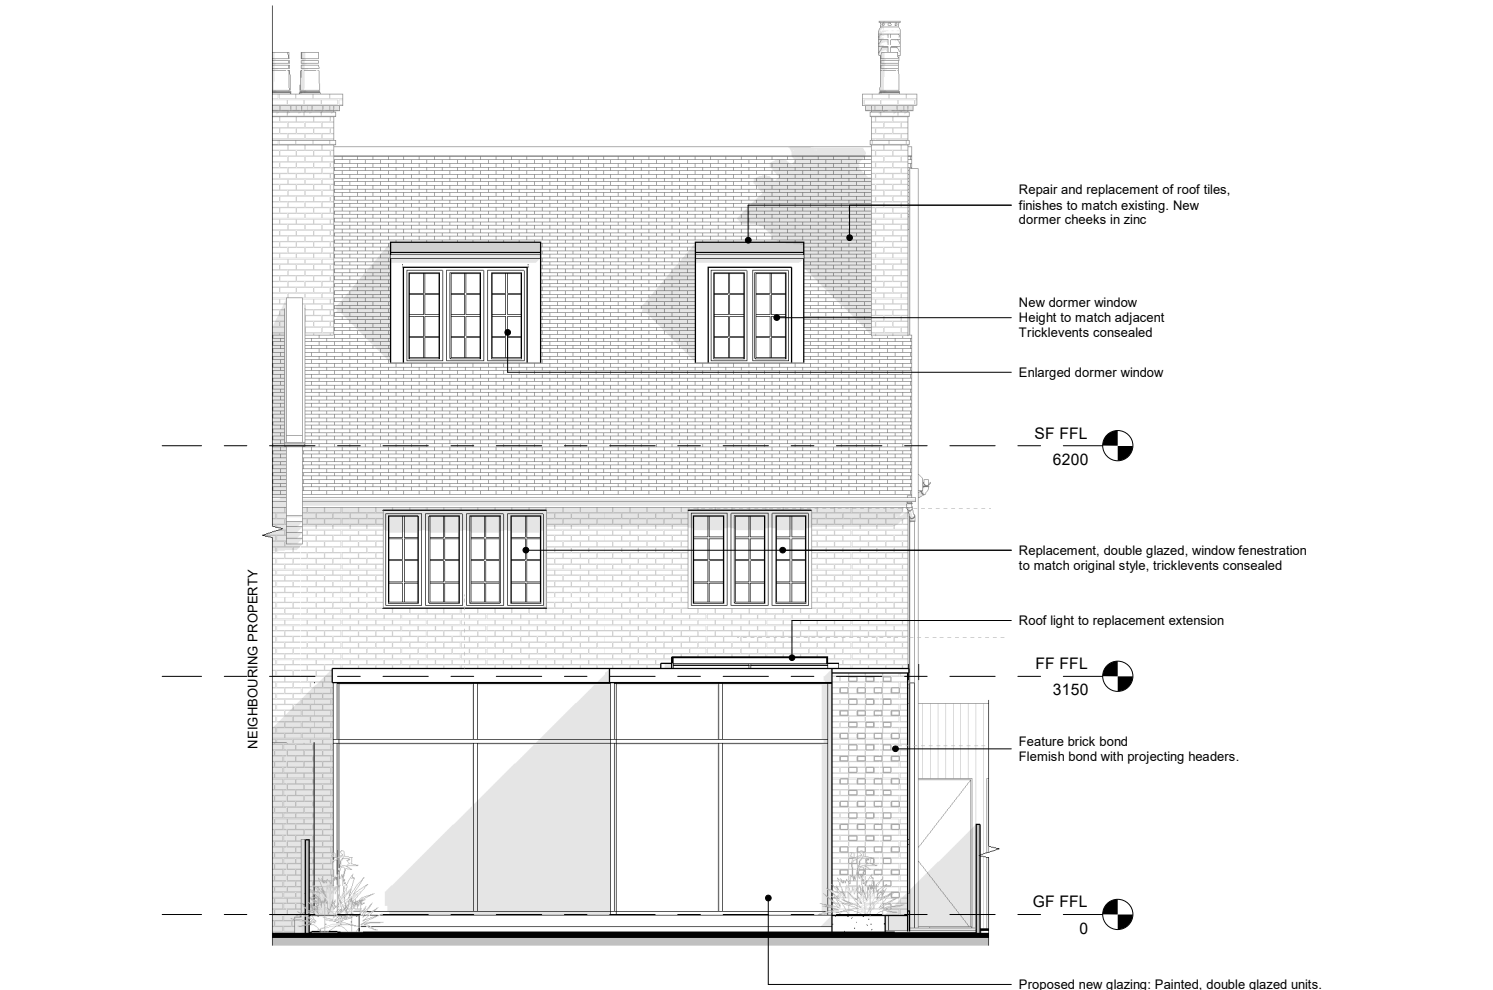 Repair and replacement of roof tiles,
finishes to match existing. New
dormer cheeks in zinc
New dormer window
Height to match adjacent
Tricklevents consealed
Enlarged dormer window
SF FFL
6200
Replacement, double glazed, window fenestration
to match original style, tricklevents consealed
Roof light to replacement extension
NEIGHBOURING PROPERTY
FF FFL
3150
Feature brick bond
Flemish bond with projecting headers.
GF FFL
0
Proposed new glazing: Painted, double glazed units.